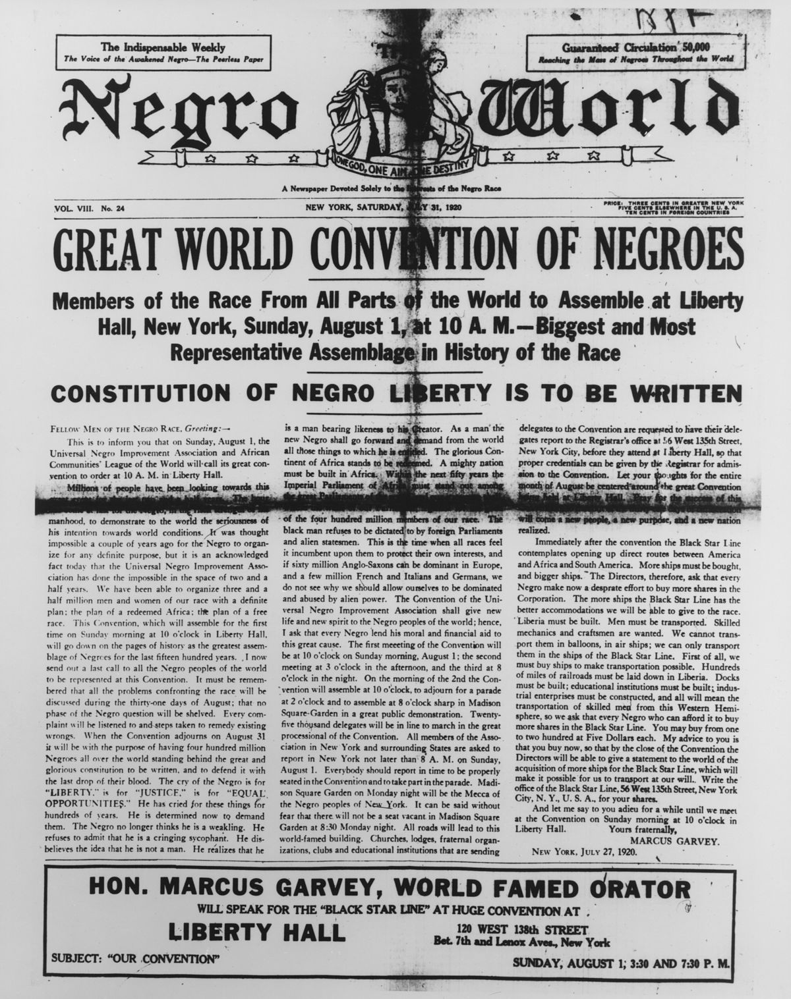 The Indispensable Weekly
The Voice of the Awakened Negro—The Peerless Paper
Guaranteed Circulation 50,000
Reaching the Mass of Negroes Throughout the World
Negro World
ONE GOD, ONE AIM, ONE DESTINY
A Newspaper Devoted Solely to the Interests of the Negro Race
VOL. VIII. No. 24
NEW YORK, SATURDAY, JULY 31, 1920
PRICE: THREE CENTS IN GREATER NEW YORK
FIVE CENTS ELSEWHERE IN THE U. S. A.
TEN CENTS IN FOREIGN COUNTRIES
GREAT WORLD CONVENTION OF NEGROES
Members of the Race From All Parts of the World to Assemble at Liberty
Hall, New York, Sunday, August 1, at 10 A. M.—Biggest and Most
Representative Assemblage in History of the Race
CONSTITUTION OF NEGRO LIBERTY IS TO BE WRITTEN
FELLOW MEN OF THE NEGRO RACE, Greeting:—
This is to inform you that on Sunday, August 1, the
Universal Negro Improvement Association and African
Communities' League of the World will call its great con-
vention to order at 10 A. M. in Liberty Hall.
Millions of people have been looking towards this
manhood, to demonstrate to the world the seriousness of
his intention towards world conditions. It was thought
impossible a couple of years ago for the Negro to organ-
ize for any definite purpose, but it is an acknowledged
fact today that the Universal Negro Improvement Asso-
ciation has done the impossible in the space of two and a
half years. We have been able to organize three and a
half million men and women of our race with a definite
plan; the plan of a redeemed Africa; the plan of a free
race. This Convention, which will assemble for the first
time on Sunday morning at 10 o'clock in Liberty Hall,
will go down on the pages of history as the greatest assem-
blage of Negroes for the last fifteen hundred years. I now
send out a last call to all the Negro peoples of the world
to be represented at this Convention. It must be remem-
bered that all the problems confronting the race will be
discussed during the thirty-one days of August; that no
phase of the Negro question will be shelved. Every com-
plaint will be listened to and steps taken to remedy existing
wrongs. When the Convention adjourns on August 31
it will be with the purpose of having four hundred million
Negroes all over the world standing behind the great and
glorious constitution to be written, and to defend it with
the last drop of their blood. The cry of the Negro is for
"LIBERTY," is for "JUSTICE," is for "EQUAL
OPPORTUNITIES." He has cried for these things for
hundreds of years. He is determined now to demand
them. The Negro no longer thinks he is a weakling. He
refuses to admit that he is a cringing sycophant. He dis-
believes the idea that he is not a man. He realizes that he
is a man bearing likeness to his Creator. As a man the
new Negro shall go forward and demand from the world
all those things to which he is entitled. The glorious Con-
tinent of Africa stands to be redeemed. A mighty nation
must be built in Africa. Within the next fifty years the
Imperial Parliament of Africa must stand out among
the great Parliaments of
of the four hundred million members of our race. The
black man refuses to be dictated to by foreign Parliaments
and alien statesmen. This is the time when all races feel
it incumbent upon them to protect their own interests, and
if sixty million Anglo-Saxons can be dominant in Europe,
and a few million French and Italians and Germans, we
do not see why we should allow ourselves to be dominated
and abused by alien power. The Convention of the Uni-
versal Negro Improvement Association shall give new
life and new spirit to the Negro peoples of the world; hence,
I ask that every Negro lend his moral and financial aid to
this great cause. The first meeeting of the Convention will
be at 10 o'clock on Sunday morning, August 1; the second
meeting at 3 o'clock in the afternoon, and the third at 8
o'clock in the night. On the morning of the 2nd the Con-
vention will assemble at 10 o'clock, to adjourn for a parade
at 2 o'clock and to assemble at 8 o'clock sharp in Madison
Square-Garden in a great public demonstration. Twenty-
five thousand delegates will be in line to march in the great
processional of the Convention. All members of the Asso-
ciation in New York and surrounding States are asked to
report in New York not later than 8 A. M. on Sunday,
August 1. Everybody should report in time to be properly
seated in the Convention and to take part in the parade. Madi-
son Square Garden on Monday night will be the Mecca of
the Negro peoples of New York. It can be said without
fear that there will not be a seat vacant in Madison Square
Garden at 8:30 Monday night. All roads will lead to this
world-famed building. Churches, lodges, fraternal organ-
izations, clubs and educational institutions that are sending
delegates to the Convention are requested to have their dele-
gates report to the Registrar's office at 56 West 135th Street,
New York City, before they attend at Liberty Hall, so that
proper credentials can be given by the Registrar for admis-
sion to the Convention. Let your thoughts for the entire
month of August be centered around the great Convention
being held at Liberty Hall. Pray for the success of this
will come a new people, a new purpose, and a new nation
realized.
Immediately after the convention the Black Star Line
contemplates opening up direct routes between America
and Africa and South America. More ships must be bought,
and bigger ships. The Directors, therefore, ask that every
Negro make now a desprate effort to buy more shares in the
Corporation. The more ships the Black Star Line has the
better accommodations we will be able to give to the race.
Liberia must be built. Men must be transported. Skilled
mechanics and craftsmen are wanted. We cannot trans-
port them in balloons, in air ships; we can only transport
them in the ships of the Black Star Line. First of all, we
must buy ships to make transportation possible. Hundreds
of miles of railroads must be laid down in Liberia. Docks
must be built; educational institutions must be built; indus-
trial enterprises must be constructed, and all will mean the
transportation of skilled men from this Western Hemi-
sphere, so we ask that every Negro who can afford it to buy
more shares in the Black Star Line. You may buy from one
to two hundred at Five Dollars each. My advice to you is
that you buy now, so that by the close of the Convention the
Directors will be able to give a statement to the world of the
acquisition of more ships for the Black Star Line, which will
make it possible for us to transport at our will. Write the
office of the Black Star Line, 56 West 135th Street, New York
City, N. Y., U. S. A., for your shares.
And let me say to you adieu for a while until we meet
at the Convention on Sunday morning at 10 o'clock in
Liberty Hall. Yours fraternally,
MARCUS GARVEY.
NEW YORK, JULY 27, 1920.
HON. MARCUS GARVEY, WORLD FAMED ORATOR
WILL SPEAK FOR THE "BLACK STAR LINE" AT HUGE CONVENTION AT
LIBERTY HALL
120 WEST 138th STREET
Bet. 7th and Lenox Aves., New York
SUBJECT: "OUR CONVENTION"
SUNDAY, AUGUST 1, 3:30 AND 7:30 P. M.